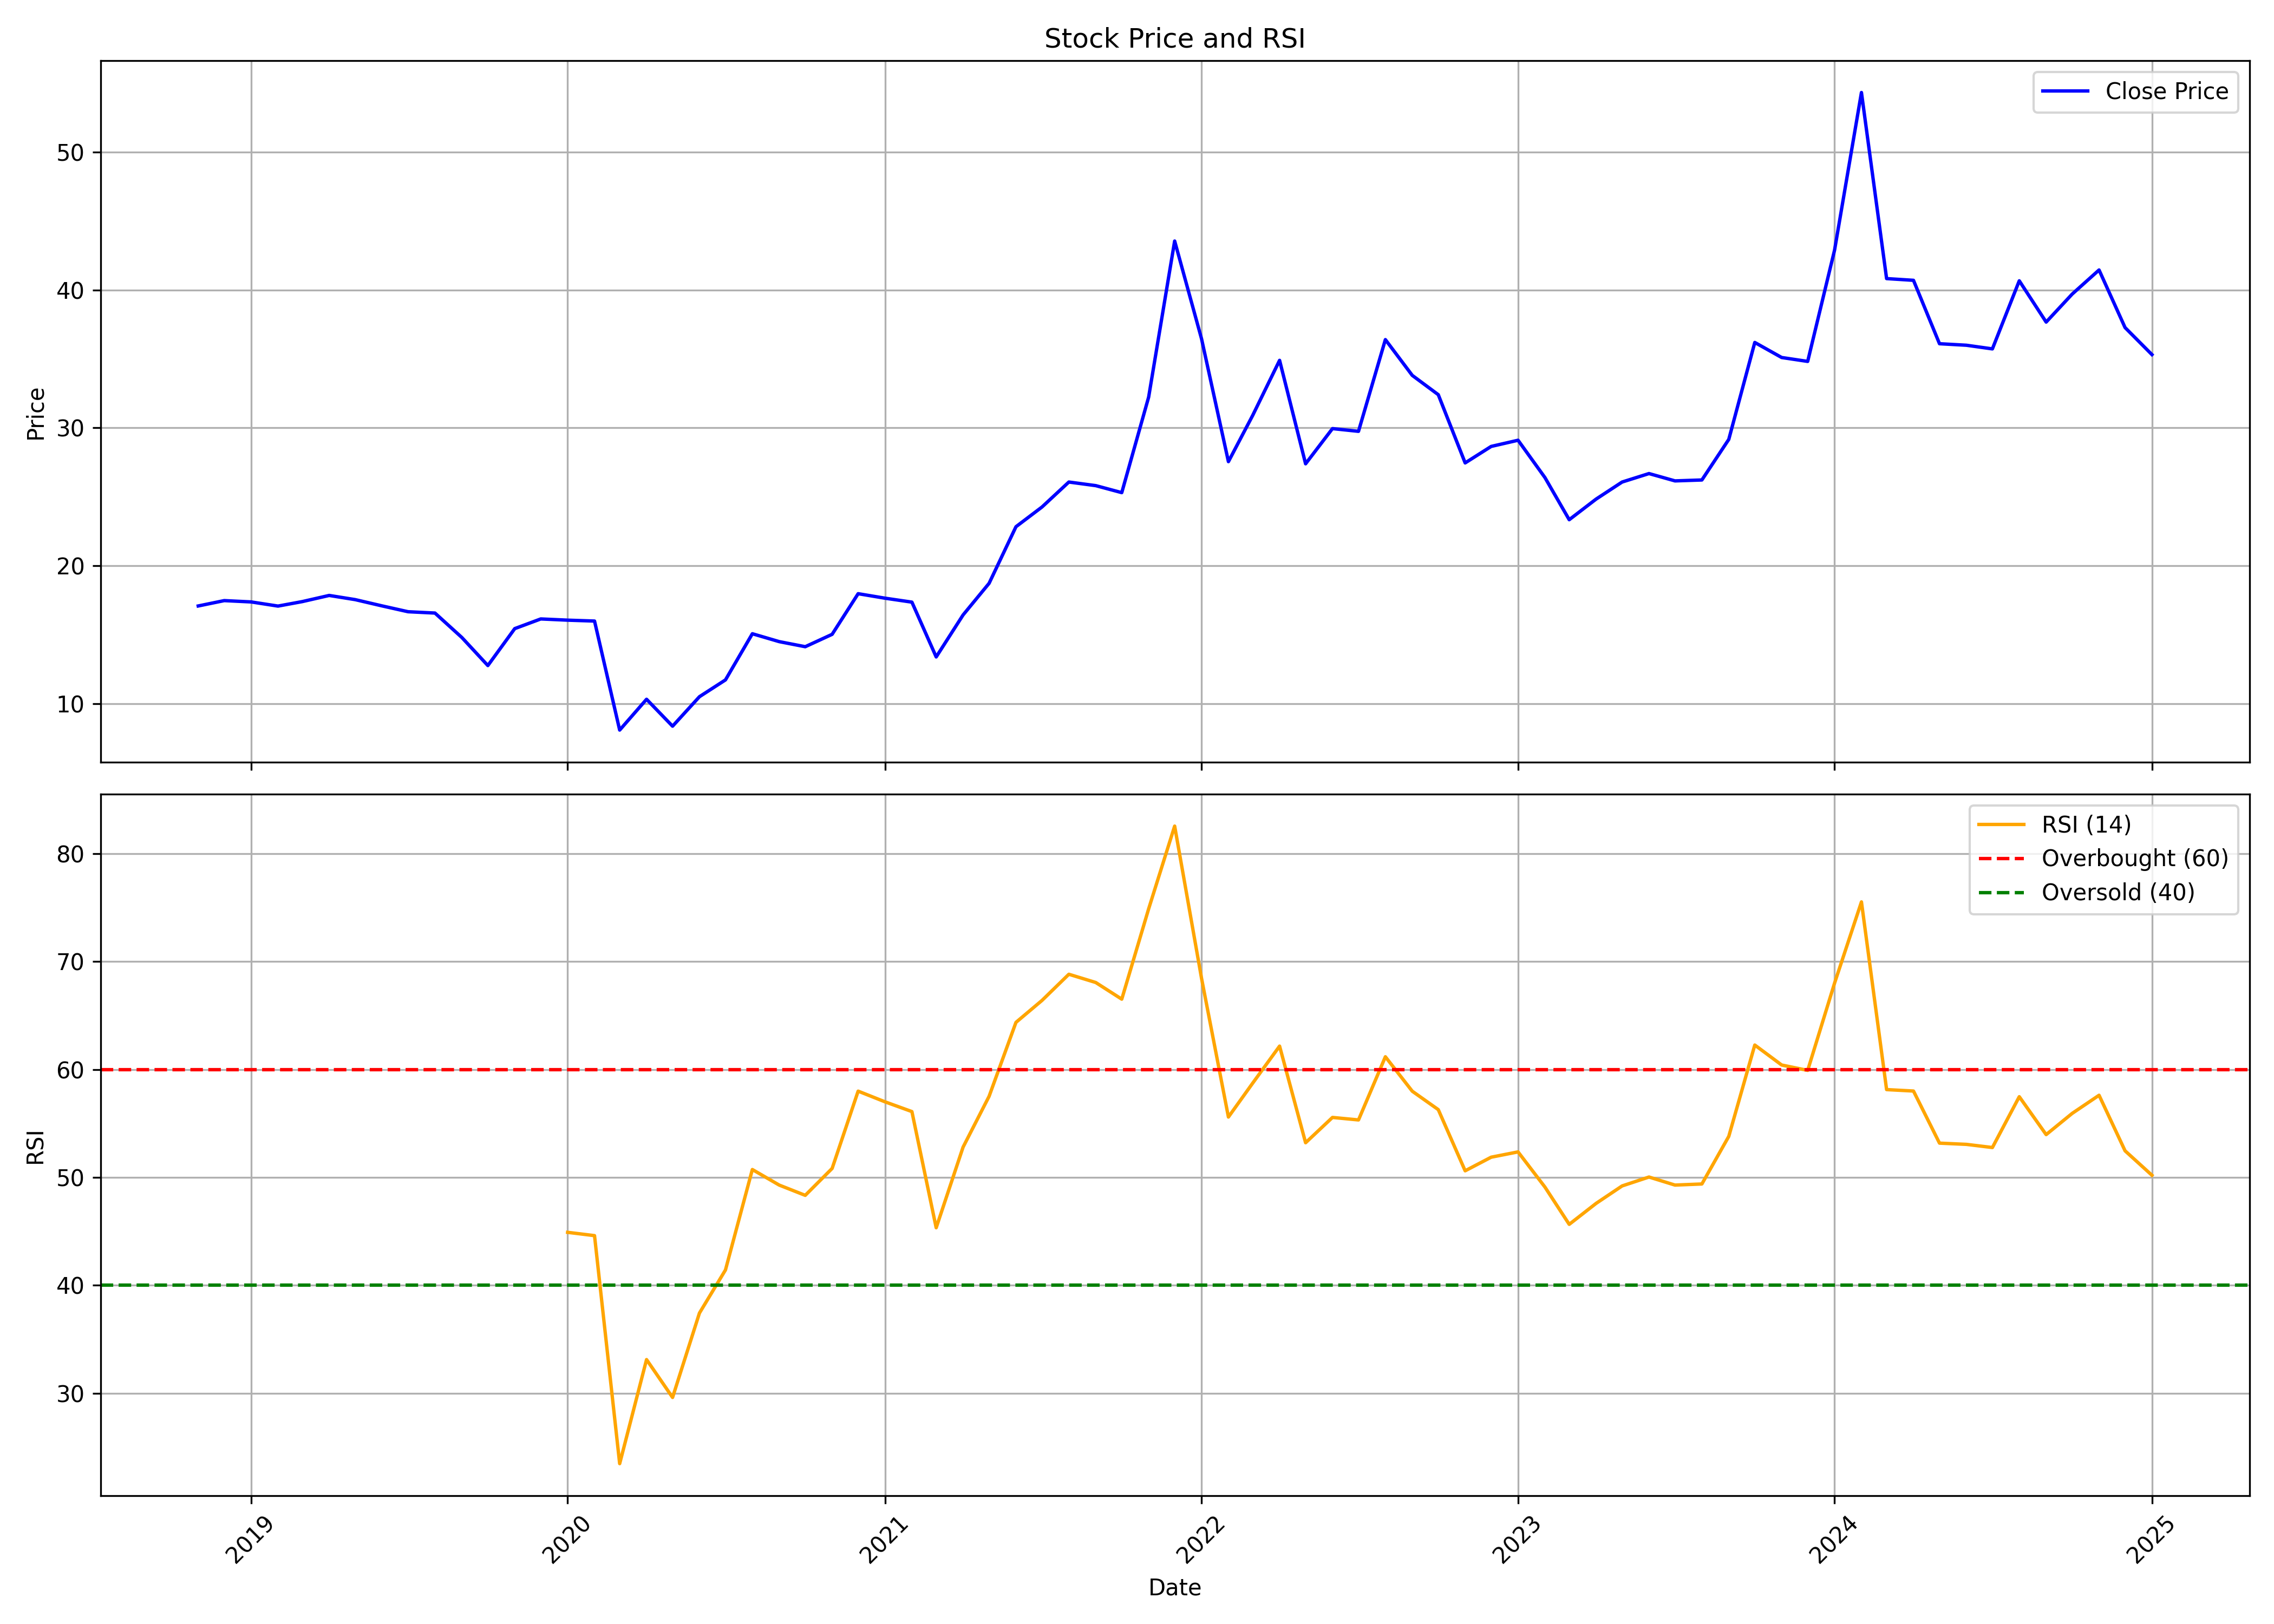 Stock Price and RSI
Close Price
Price
50
40
30
20
10
RSI (14)
Overbought (60)
Oversold (40)
RSI
80
70
60
50
40
30
2019
2020
2021
2022
2023
2024
2025
Date